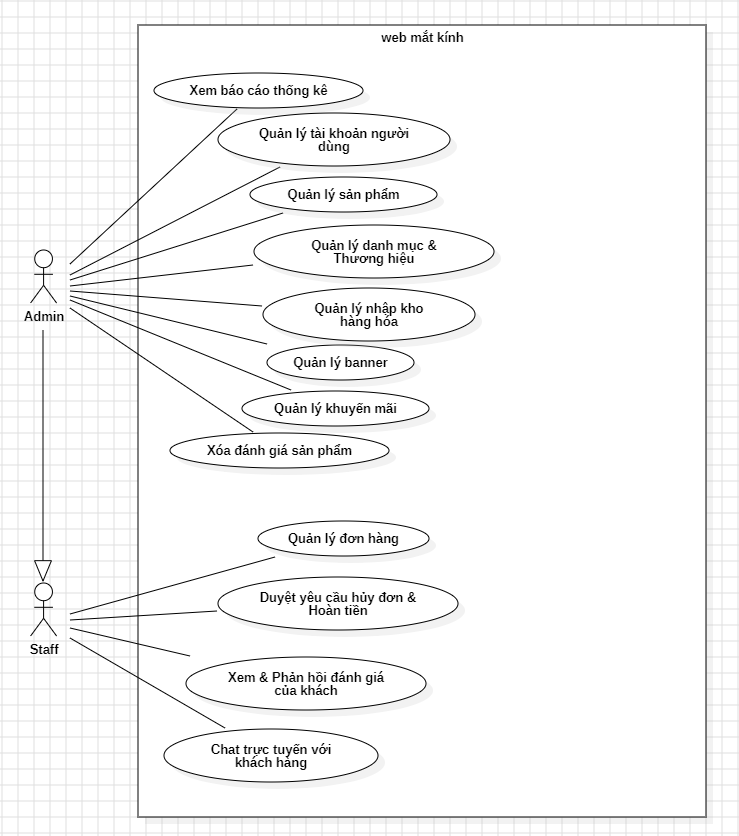 web mắt kính
Xem báo cáo thống kê
Quản lý tài khoản người
dùng
Quản lý sản phẩm
Quản lý danh mục &
Thương hiệu
Quản lý nhập kho
hàng hóa
Admin
Quản lý banner
Quản lý khuyến mãi
Xóa đánh giá sản phẩm
Quản lý đơn hàng
Duyệt yêu cầu hủy đơn &
Hoàn tiền
Staff
Xem & Phản hồi đánh giá
của khách
Chat trực tuyến với
khách hàng